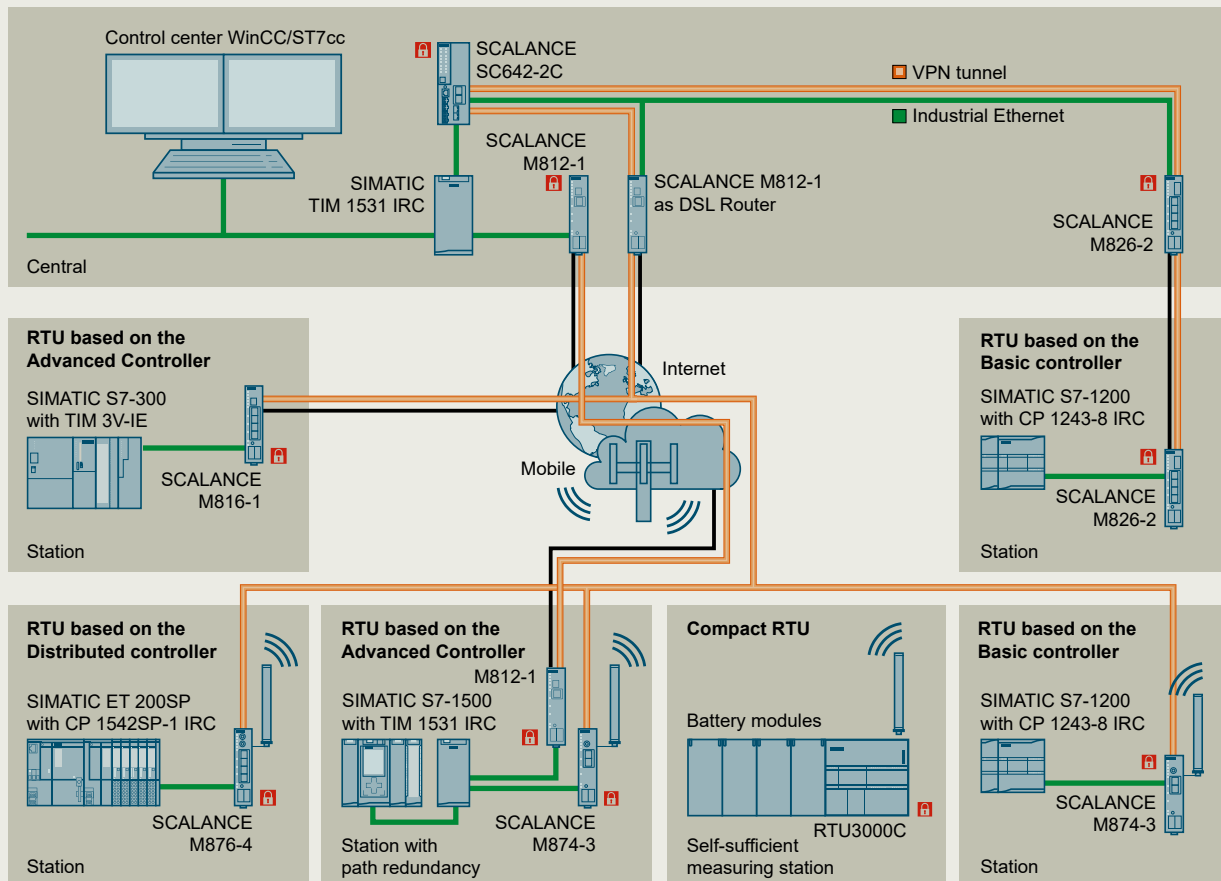 Control center WinCC/ST7cc
SCALANCE
SC642-2C
VPN tunnel
Industrial Ethernet
SCALANCE
M812-1
SIMATIC
TIM 1531 IRC
SCALANCE M812-1
as DSL Router
SCALANCE
M826-2
Central
RTU based on the
Advanced Controller
SIMATIC S7-300
with TIM 3V-IE
SCALANCE
M816-1
Station
Internet
Mobile
RTU based on the
Basic controller
SIMATIC S7-1200
with CP 1243-8 IRC
SCALANCE
M826-2
Station
RTU based on the
Distributed controller
SIMATIC ET 200SP
with CP 1542SP-1 IRC
SCALANCE
M876-4
Station
RTU based on the
Advanced Controller
M812-1
SIMATIC S7-1500
with TIM 1531 IRC
SCALANCE
M874-3
Station with
path redundancy
Compact RTU
Battery modules
RTU3000C
Self-sufficient
measuring station
RTU based on the
Basic controller
SIMATIC S7-1200
with CP 1243-8 IRC
SCALANCE
M874-3
Station